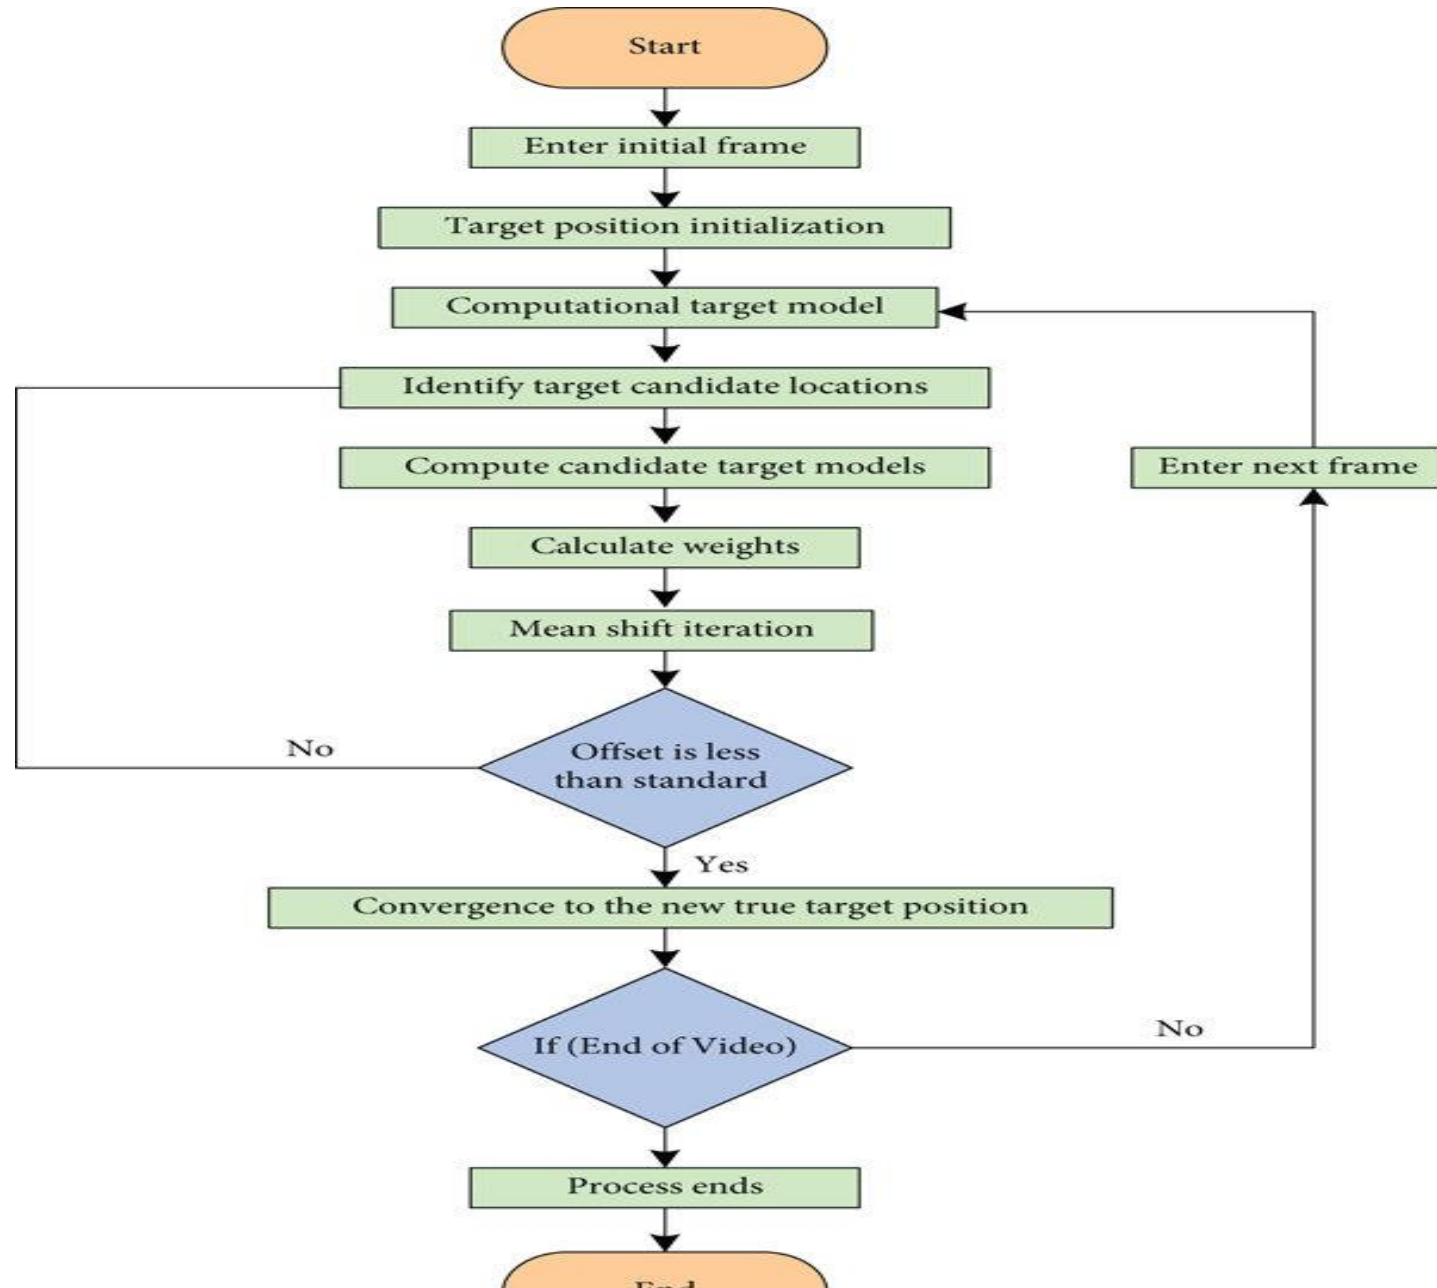 Start
Enter initial frame
Target position initialization
Computational target model
Identify target candidate locations
Compute candidate target models
Enter next frame
Calculate weights
Mean shift iteration
No
Offset is less
than standard
Yes
Convergence to the new true target position
If (End of Video)
No
Process ends
End